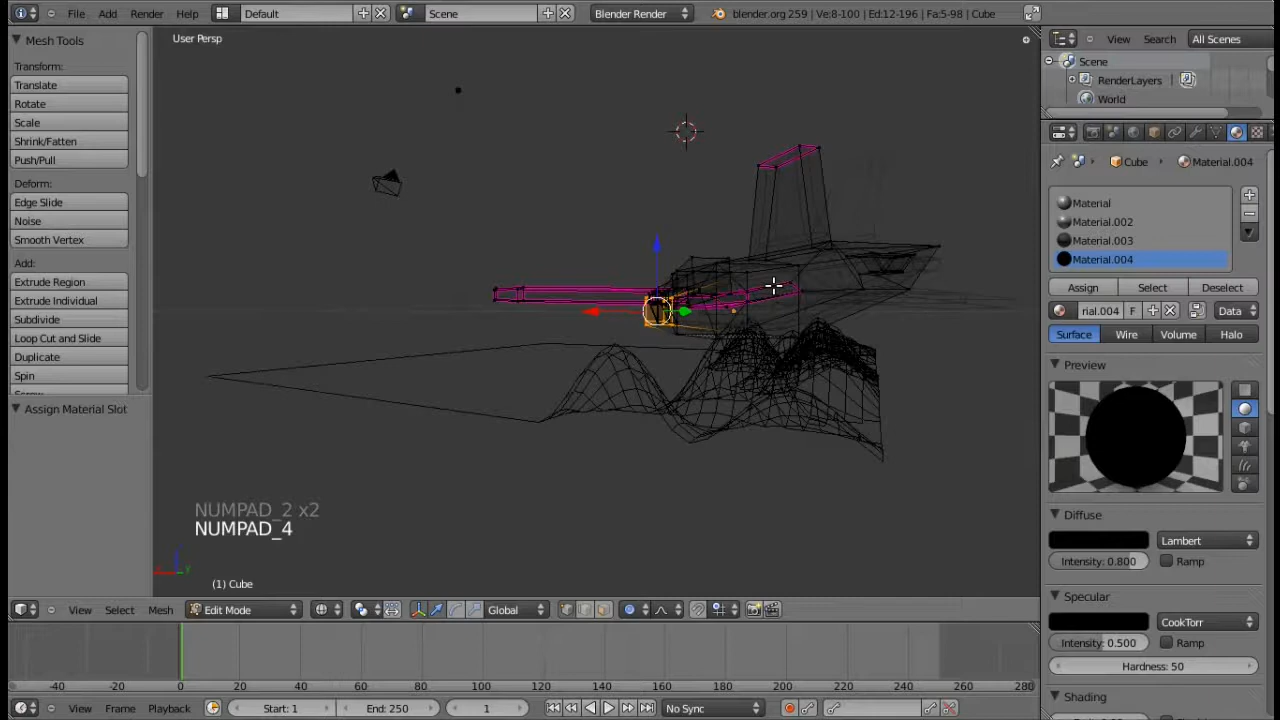 File Add Render Help Default Scene Blender Render blender.org 259 | Ve:8-100 | Ed:12-196 | Fa:5-98 | Cube
Mesh Tools
Transform:
Translate
Rotate
Scale
Shrink/Fatten
Push/Pull
Deform:
Edge Slide
Noise
Smooth Vertex
Add:
Extrude Region
Extrude Individual
Subdivide
Loop Cut and Slide
Duplicate
Spin
Assign Material Slot
User Persp
NUMPAD_2 x2
NUMPAD_4
(1) Cube
View Select Mesh Edit Mode Global
View Search All Scenes
Scene
RenderLayers
World
Cube Material.004
Material
Material.002
Material.003
Material.004
Assign Select Deselect
rial.004 F Data
Surface Wire Volume Halo
Preview
Diffuse
Lambert
Intensity: 0.800 Ramp
Specular
CookTorr
Intensity: 0.500 Ramp
Hardness: 50
Shading
-40 -20 0 20 40 60 80 100 120 140 160 180 200 220 240 260 280
View Frame Playback Start: 1 End: 250 1 No Sync